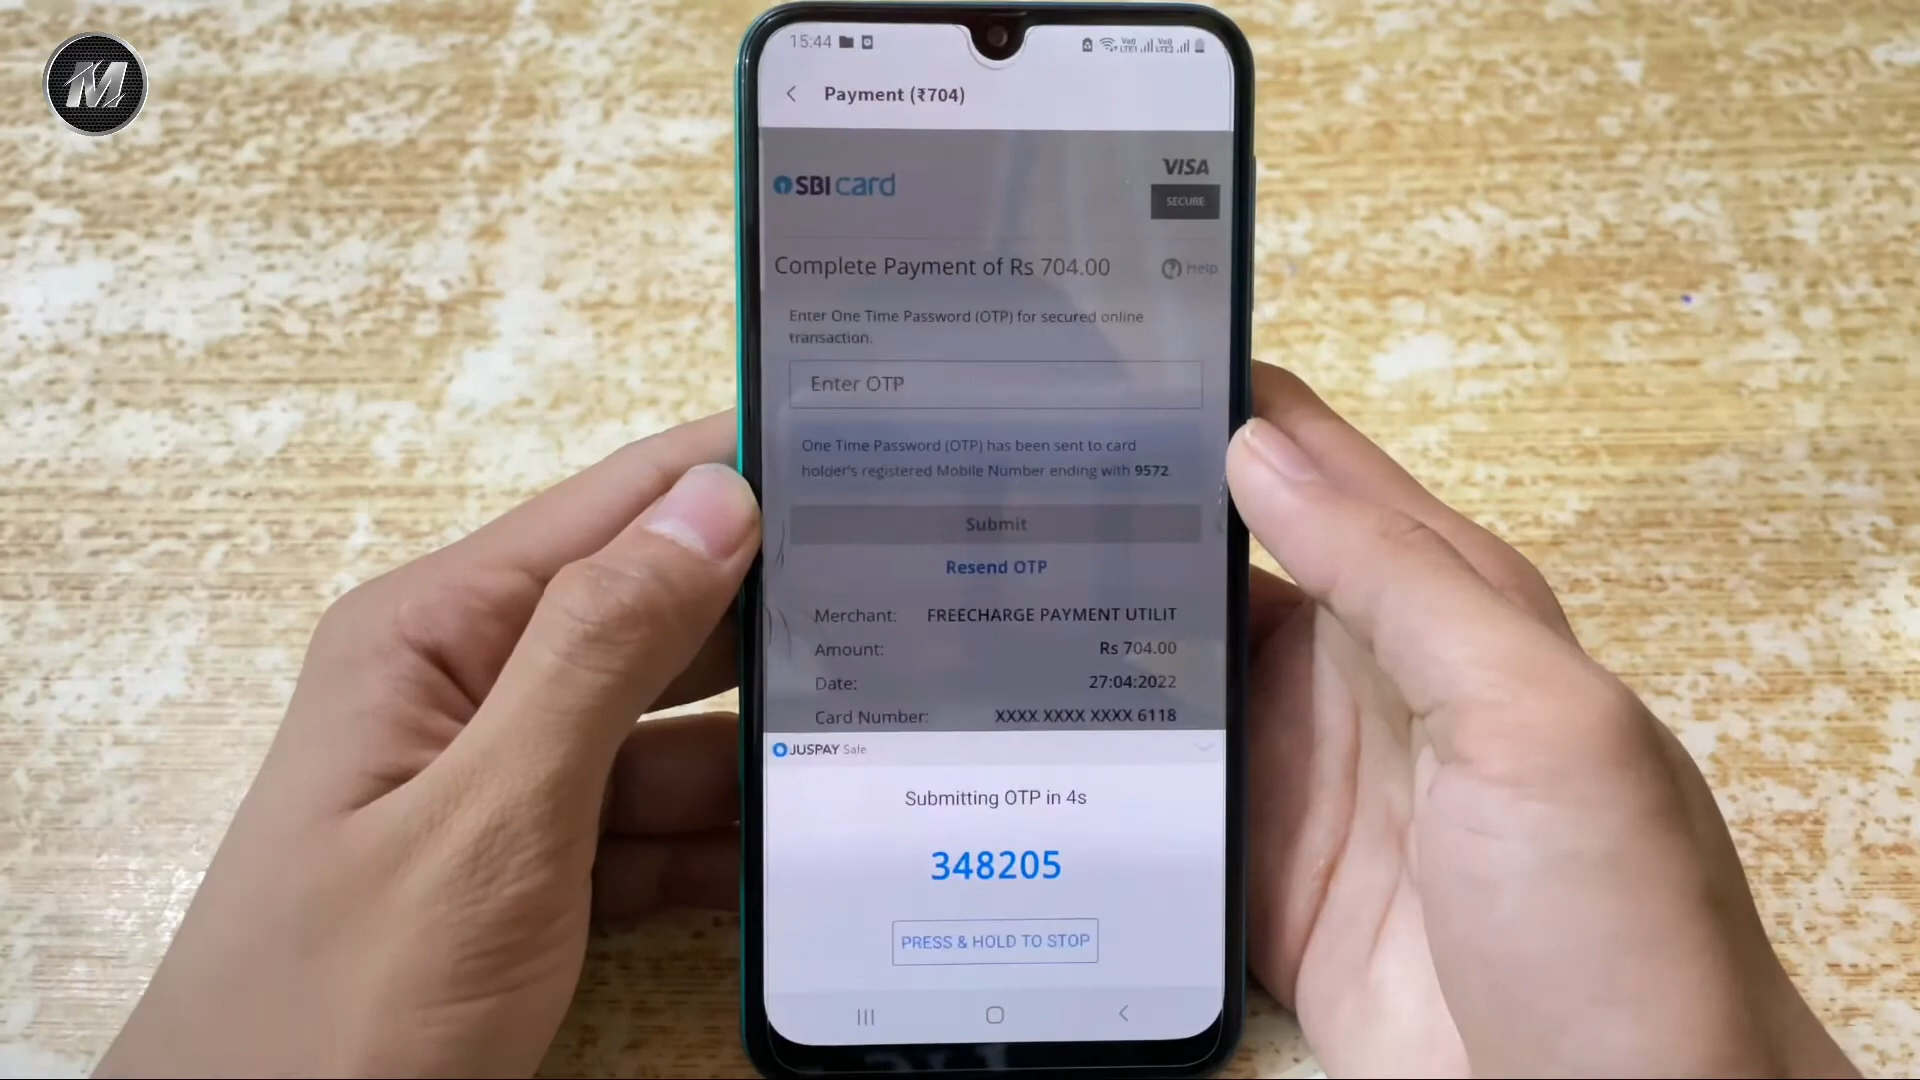 M
15:44
Payment (₹704)
SBI card
VISA
SECURE
Complete Payment of Rs 704.00
Help
Enter One Time Password (OTP) for secured online
transaction.
Enter OTP
One Time Password (OTP) has been sent to card
holder's registered Mobile Number ending with 9572.
Submit
Resend OTP
Merchant: FREECHARGE PAYMENT UTILIT
Amount: Rs 704.00
Date: 27:04:2022
Card Number: XXXX XXXX XXXX 6118
JUSPAY Safe
Submitting OTP in 4s
348205
PRESS & HOLD TO STOP